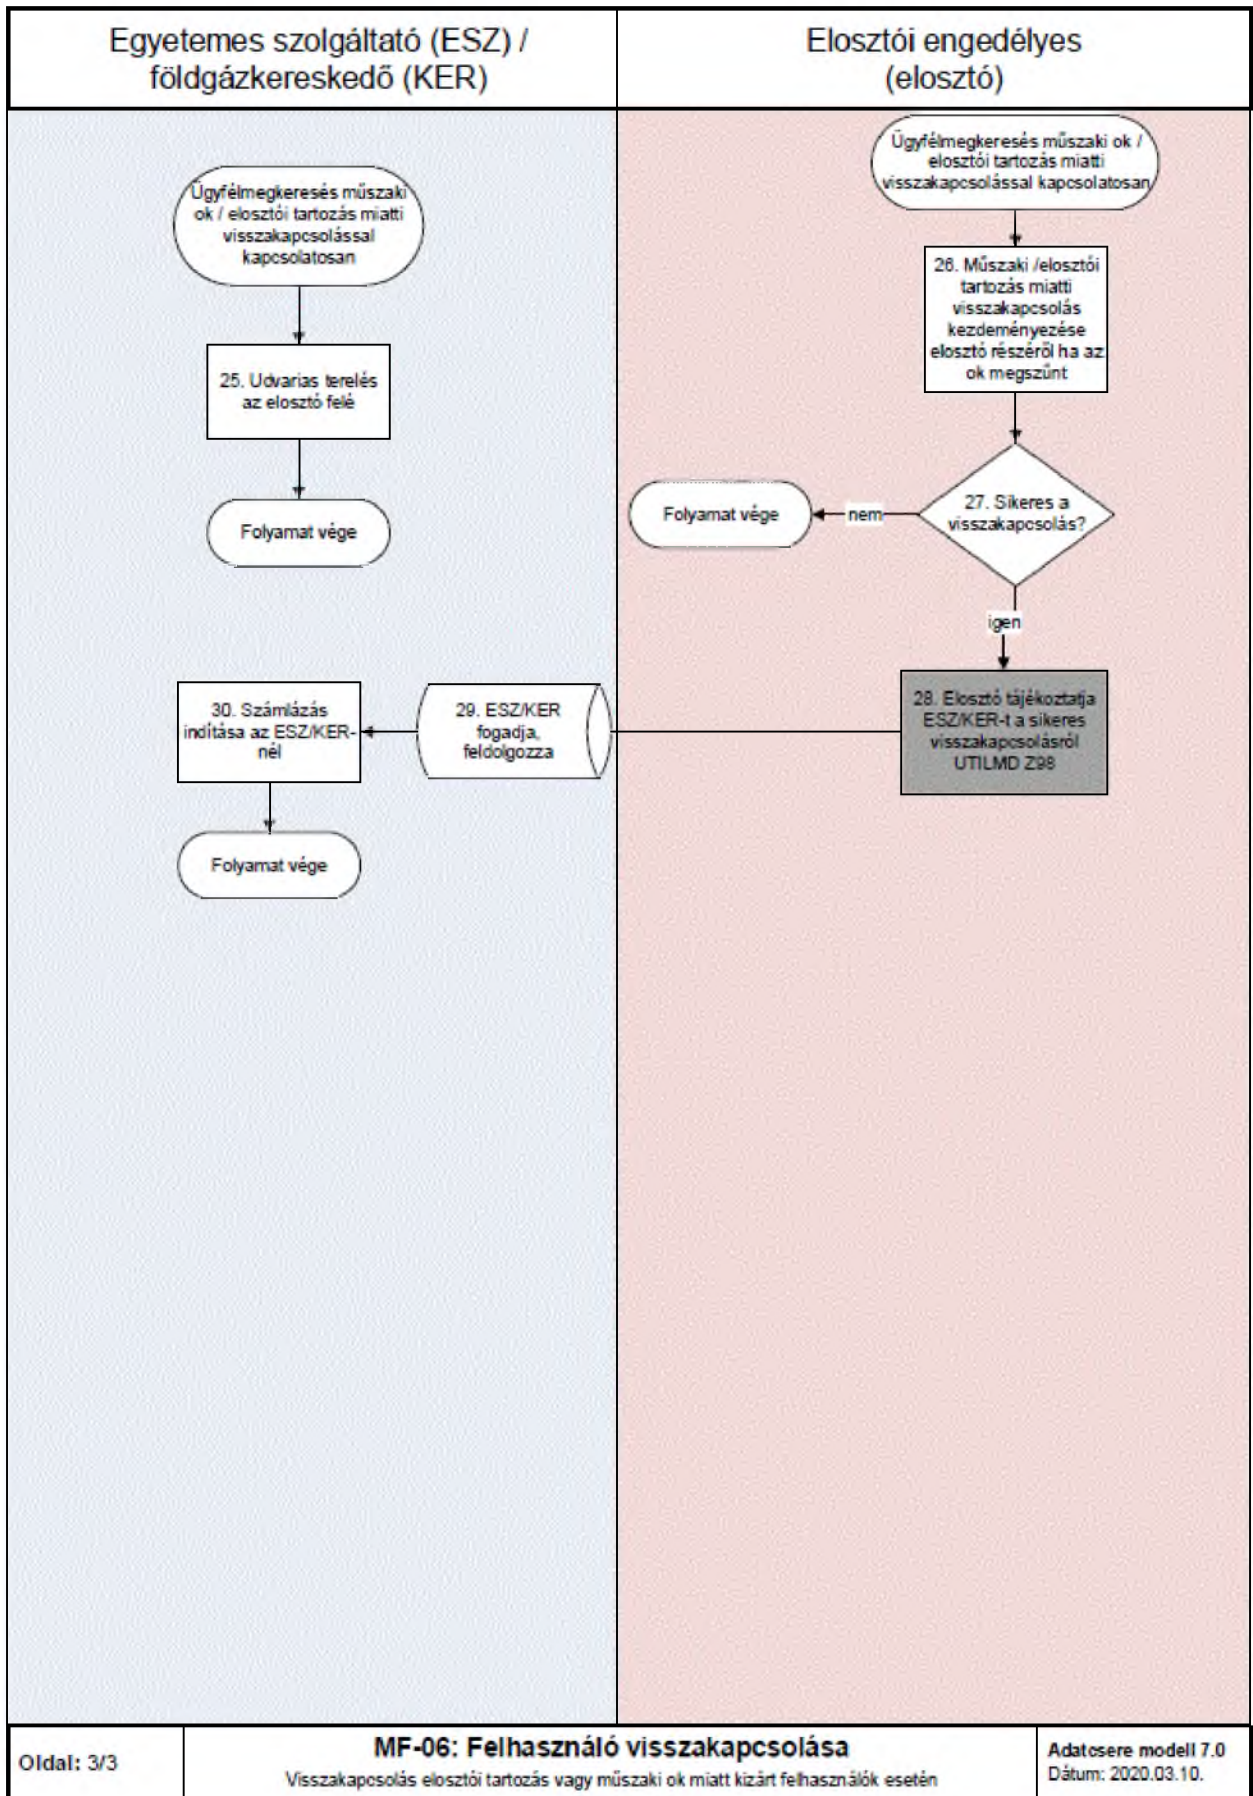 Egyetemes szolgáltató (ESZ) /
földgázkereskedő (KER)
Elosztói engedélyes
(elosztó)
Ügyfélmegkeresés műszaki
ok / elosztói tartozás miatti
visszakapcsolással
kapcsolatosan
25. Udvarias terelés
az elosztó felé
Folyamat vége
Ügyfélmegkeresés műszaki ok /
elosztói tartozás miatti
visszakapcsolással kapcsolatosan
26. Műszaki /elosztói
tartozás miatti
visszakapcsolás
kezdeményezése
elosztó részéről ha az
ok megszűnt
27. Sikeres a
visszakapcsolás?
nem
Folyamat vége
igen
28. Elosztó tájékoztatja
ESZ/KER-t a sikeres
visszakapcsolásról
UTILMD Z98
29. ESZ/KER
fogadja,
feldolgozza
30. Számlázás
indítása az ESZ/KER-
nél
Folyamat vége
Oldal: 3/3
MF-06: Felhasználó visszakapcsolása
Visszakapcsolás elosztói tartozás vagy műszaki ok miatt kizárt felhasználók esetén
Adatcsere modell 7.0
Dátum: 2020.03.10.